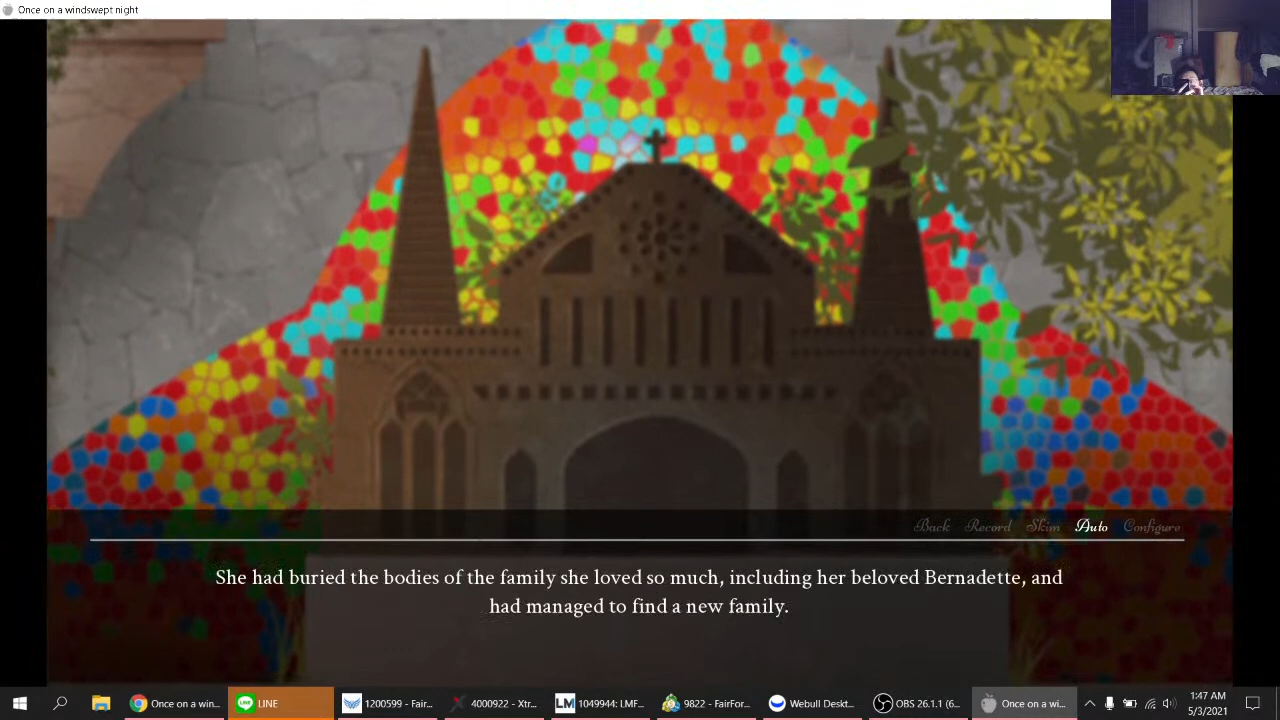 Once on a windswept night
Back Record Skim Auto Configure
She had buried the bodies of the family she loved so much, including her beloved Bernadette, and
had managed to find a new family.
Once on a win...
LINE
1200599 - Fair...
4000922 - Xtr...
LM
1049944: LMF...
9822 - FairFor...
Webull Deskt...
OBS 26.1.1 (6...
Once on a wi...
1:47 AM
5/3/2021